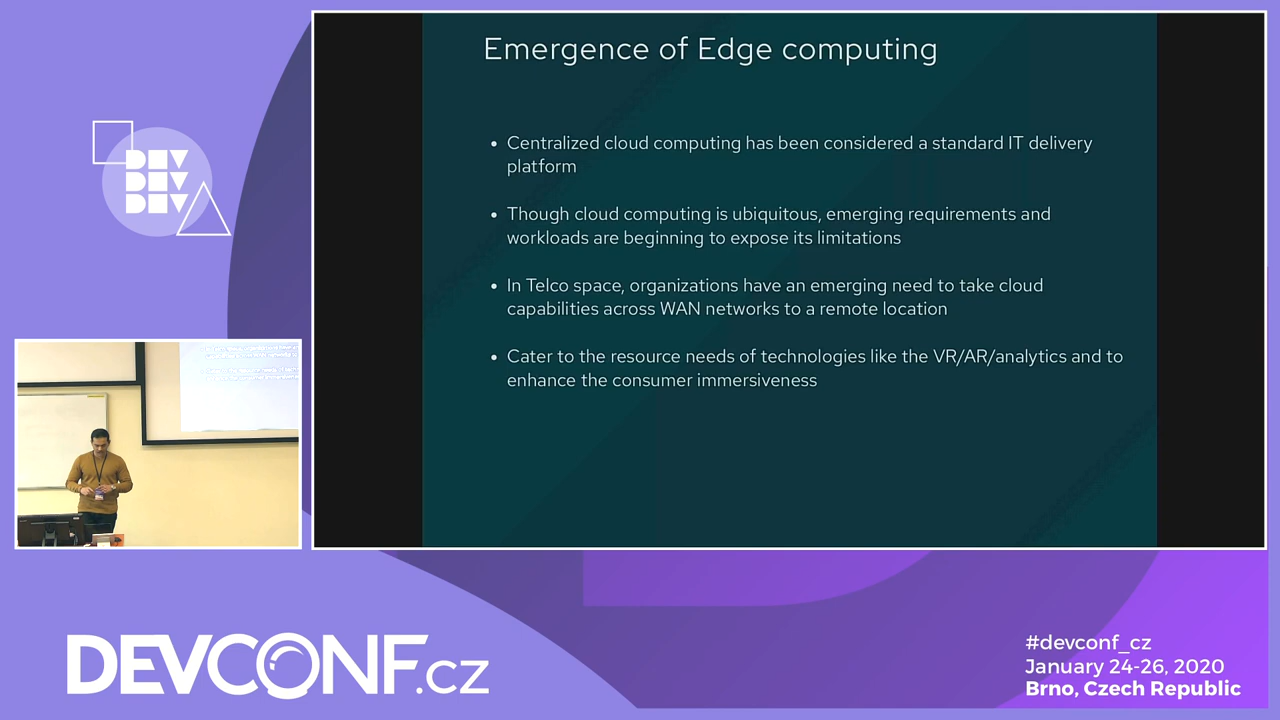 Emergence of Edge computing
• Centralized cloud computing has been considered a standard IT delivery
platform
• Though cloud computing is ubiquitous, emerging requirements and
workloads are beginning to expose its limitations
• In Telco space, organizations have an emerging need to take cloud
capabilities across WAN networks to a remote location
• Cater to the resource needs of technologies like the VR/AR/analytics and to
enhance the consumer immersiveness
DEV
DEV
DEV
DEVCONF.cz
#devconf_cz
January 24-26, 2020
Brno, Czech Republic